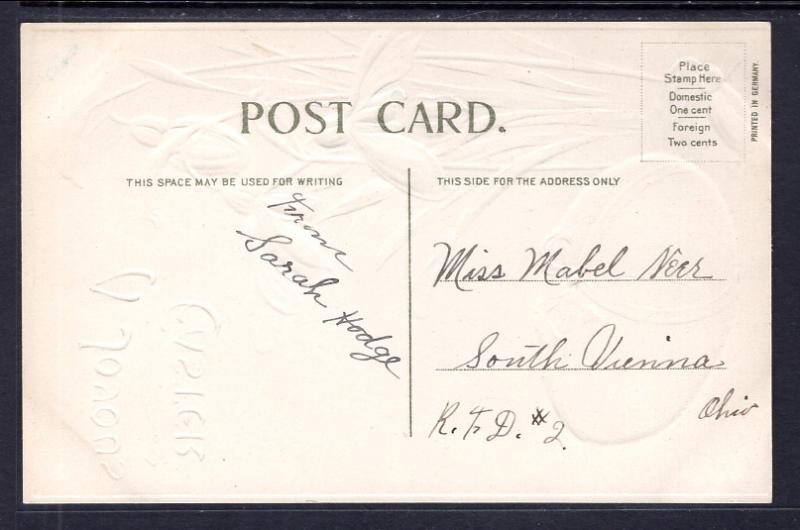 POST CARD.
Place
Stamp Here
Domestic
One cent
Foreign
Two cents
PRINTED IN GERMANY.
THIS SPACE MAY BE USED FOR WRITING
THIS SIDE FOR THE ADDRESS ONLY
From
Sarah Hodge
Miss Mabel Neer
South Vienna
Ohio
R.F.D. #2.